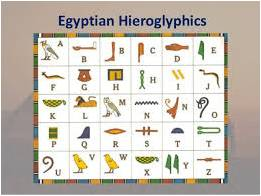 Egyptian Hieroglyphics
A B B C D E
F G H H I J
K L M N N O
P Q R S T T
U V W X Y Z